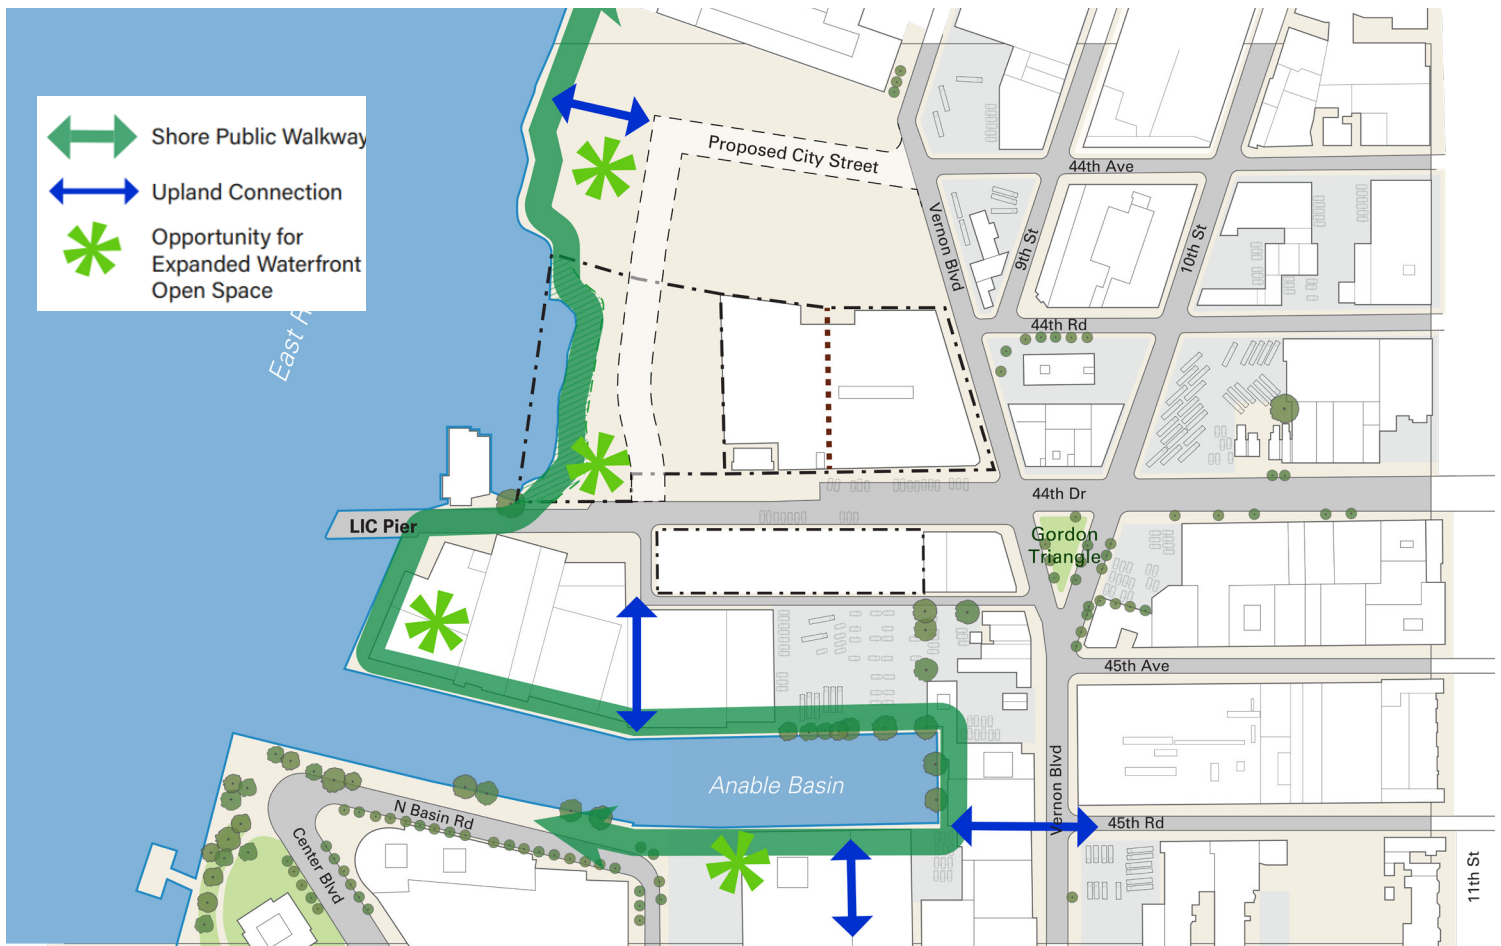 Shore Public Walkway
Upland Connection
Opportunity for
Expanded Waterfront
Open Space
East
Proposed City Street
44th Ave
Vernon Blvd
9th St
10th St
44th Rd
44th Dr
LIC Pier
Gordon
Triangle
45th Ave
Anable Basin
Vernon Blvd
45th Rd
N Basin Rd
Center Blvd
11th St